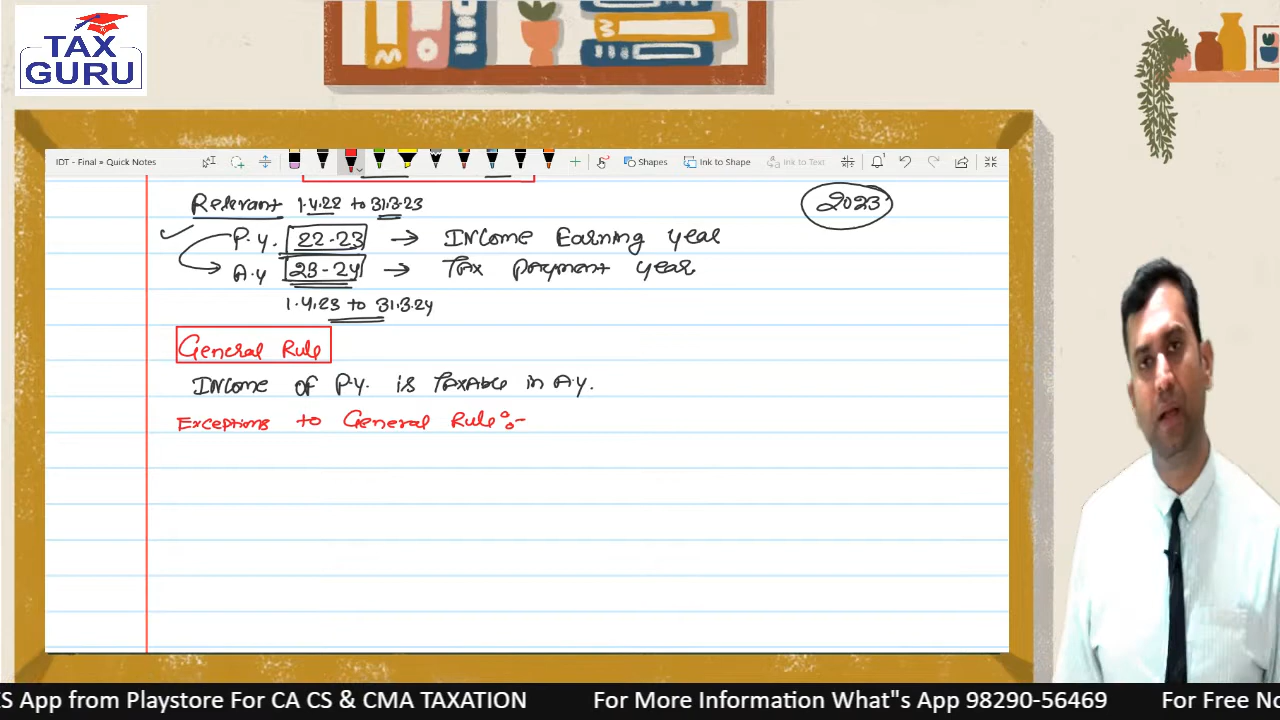 TAX
GURU
IDT - Final » Quick Notes
Shapes
Ink to Shape
Ink to Text
Relevant 1.4.22 to 31.3.23
2023
P.y. 22-23 → INCome Earning year
A.y 23-24 → Tax payment year
1.4.23 to 31.3.24
General Rule
INCome of P.y. is Taxable in A.y.
Exceptions to General Rule:-
S App from Playstore For CA CS & CMA TAXATION
For More Information What"s App 98290-56469
For Free No